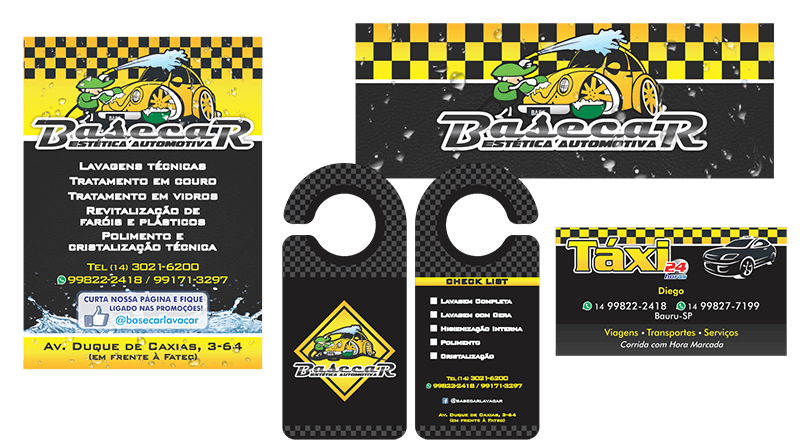 Basecar
ESTÉTICA AUTOMOTIVA
LAVAGENS TÉCNICAS
TRATAMENTO EM COURO
TRATAMENTO EM VIDROS
REVITALIZAÇÃO DE
FARÓIS E PLÁSTICOS
POLIMENTO E
CRISTALIZAÇÃO TÉCNICA
TEL (14) 3021-6200
99822-2418 / 99171-3297
CURTA NOSSA PÁGINA E FIQUE
LIGADO NAS PROMOÇÕES!
@basecarlavacar
AV. DUQUE DE CAXIAS, 3-64
(EM FRENTE À FATEC)
Basecar
ESTÉTICA AUTOMOTIVA
Basecar
ESTÉTICA AUTOMOTIVA
CHECK LIST
LAVAGEM COMPLETA
LAVAGEM COM CERA
HIGIENIZAÇÃO INTERNA
POLIMENTO
CRISTALIZAÇÃO
TEL (14) 3021-6200
99822-2418 / 99171-3297
@BASECARLAVACAR
AV. DUQUE DE CAXIAS, 3-64
(EM FRENTE À FATEC)
Táxi 24
horas
Diego
14 99822-2418 14 99827-7199
Bauru-SP
Viagens • Transportes • Serviços
Corrida com Hora Marcada